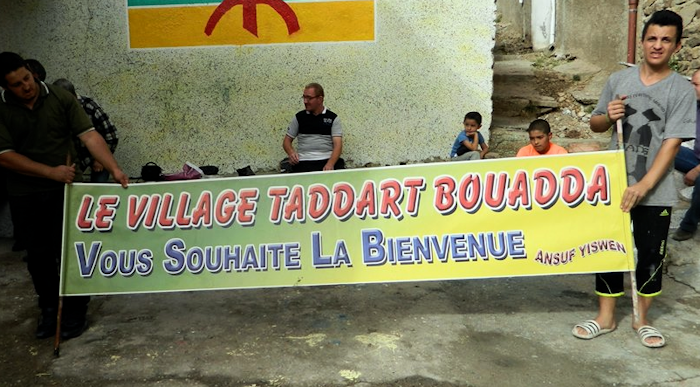 LE VILLAGE TADDART BOUADDA
VOUS SOUHAITE LA BIENVENUE
ANSUF YISWEN